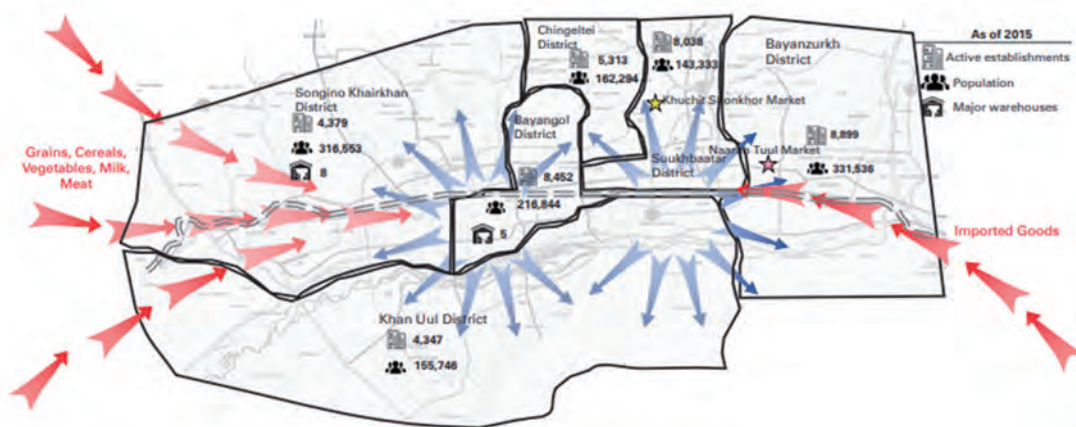 As of 2015
Active establishments
Population
Major warehouses
Chingeltei
District
5,313
162,294
8,038
143,333
Bayanzurkh
District
Khuchit Shonkhor Market
Songino Khairkhan
District
4,379
316,553
8
Bayangol
District
8,899
Naaran Tuul Market
331,536
Suukhbaatar
District
Grains, Cereals,
Vegetables, Milk,
Meat
8,452
216,844
5
Imported Goods
Khan Uul District
4,347
155,746